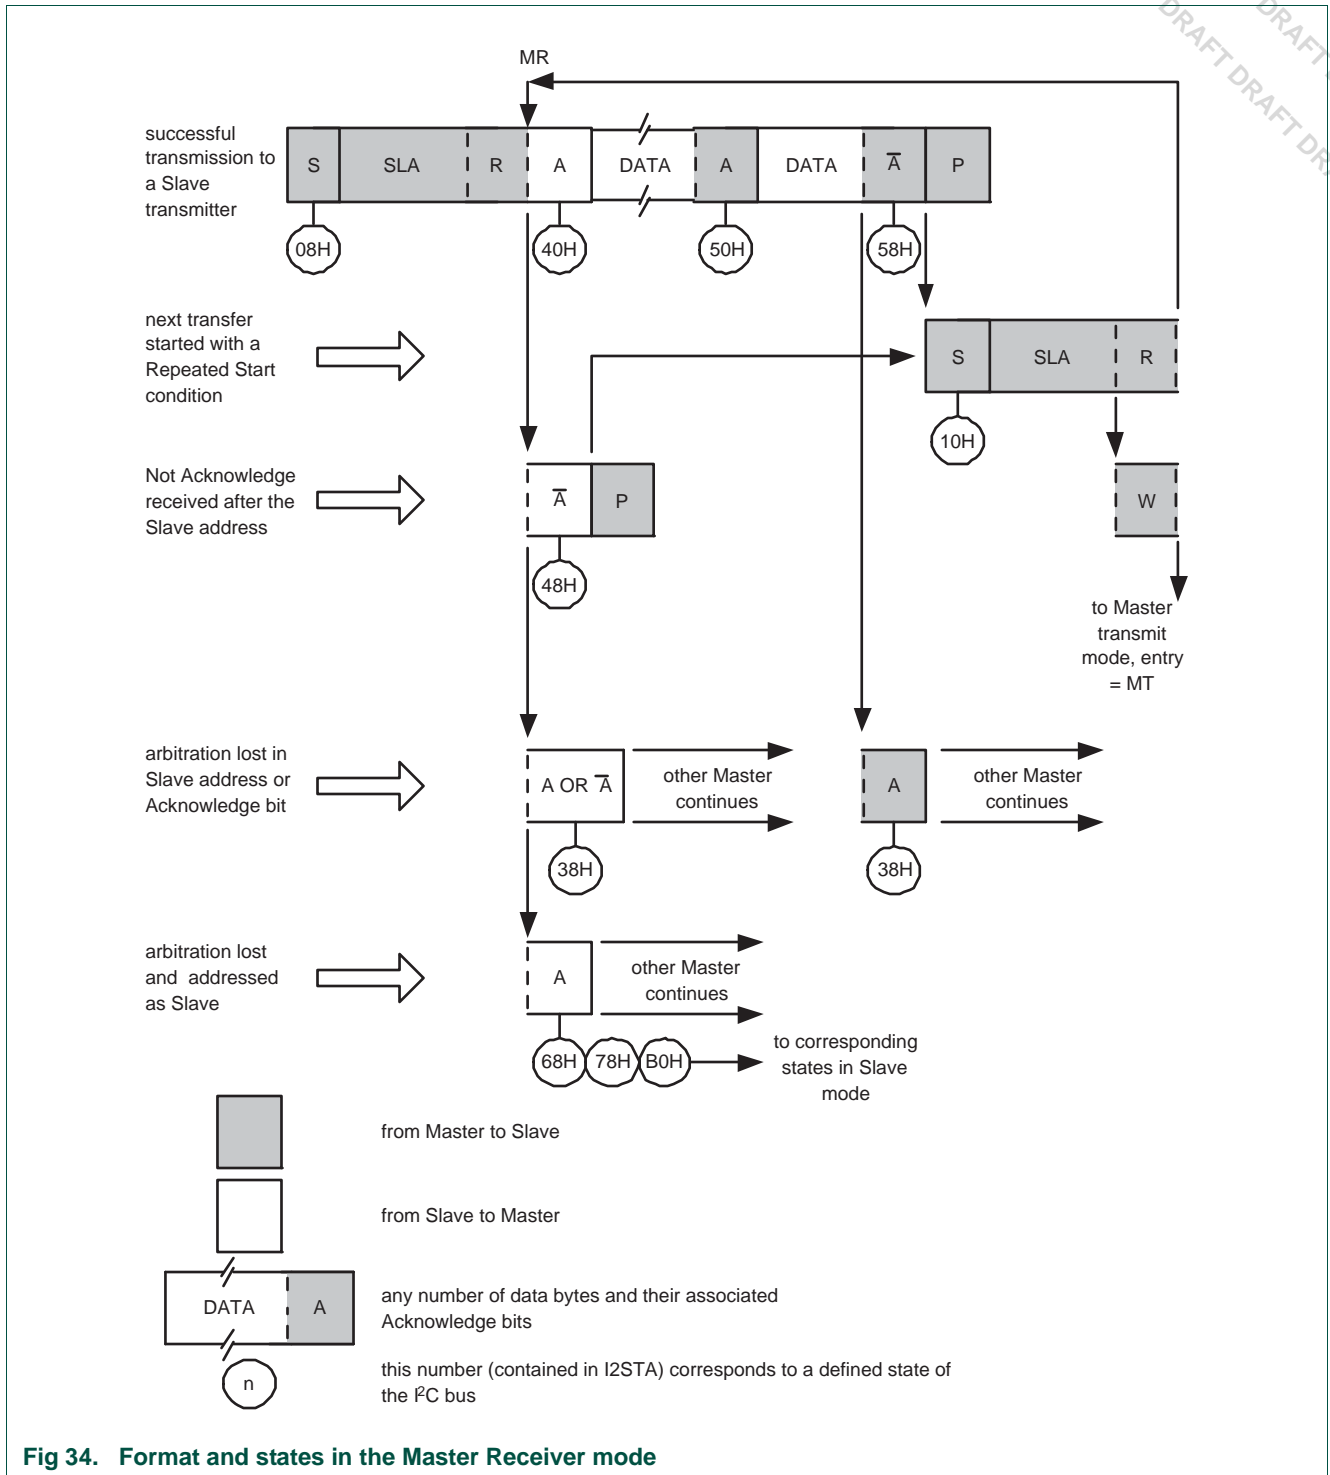 DRAFT DRAFT DR
DRAFT
MR
successful
transmission to
a Slave
transmitter
S SLA R A DATA A DATA A̅ P
08H 40H 50H 58H
next transfer
started with a
Repeated Start
condition
S SLA R
10H
Not Acknowledge
received after the
Slave address
A̅ P
W
48H
to Master
transmit
mode, entry
= MT
arbitration lost in
Slave address or
Acknowledge bit
A OR A̅
other Master
continues
A
other Master
continues
38H 38H
arbitration lost
and addressed
as Slave
A
other Master
continues
68H 78H B0H
to corresponding
states in Slave
mode
from Master to Slave
from Slave to Master
DATA A
any number of data bytes and their associated
Acknowledge bits
n
this number (contained in I2STA) corresponds to a defined state of
the I²C bus
Fig 34. Format and states in the Master Receiver mode